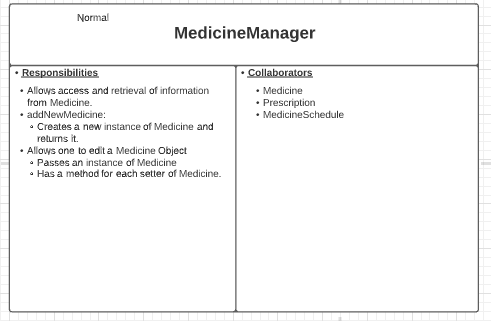 Normal
MedicineManager
• Responsibilities
• Allows access and retrieval of information
from Medicine.
• addNewMedicine:
∘ Creates a new instance of Medicine and
returns it.
• Allows one to edit a Medicine Object
∘ Passes an instance of Medicine
∘ Has a method for each setter of Medicine.
• Collaborators
• Medicine
• Prescription
• MedicineSchedule